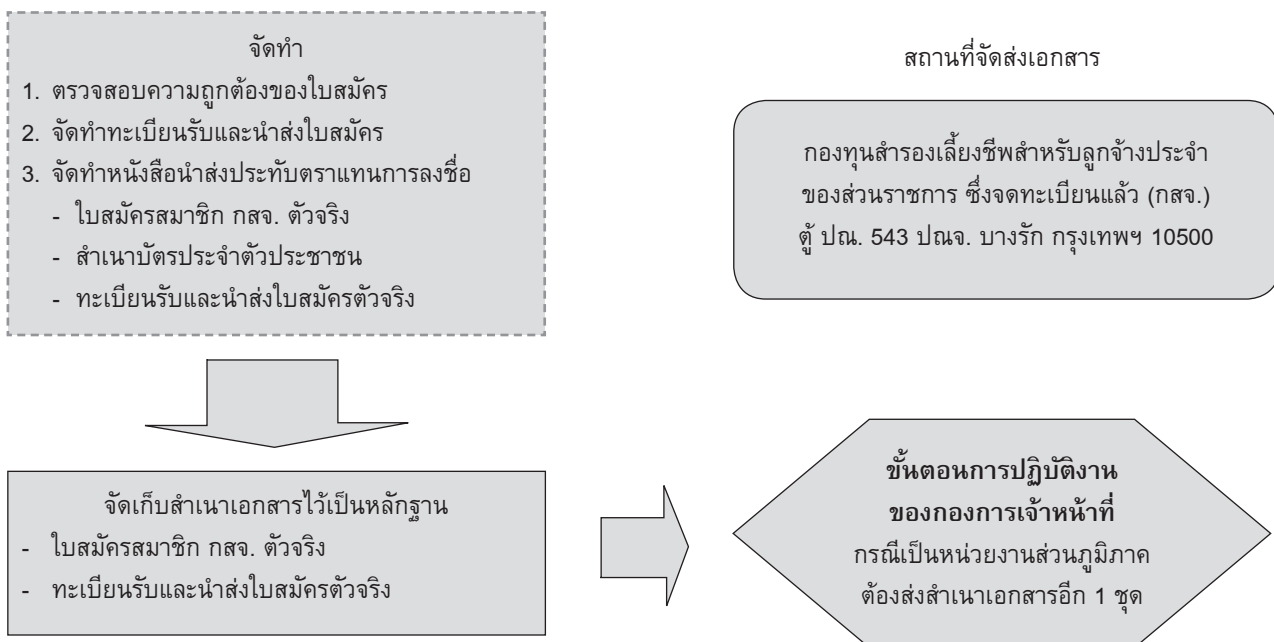 จัดทำ
1. ตรวจสอบความถูกต้องของใบสมัคร
2. จัดทำทะเบียนรับและนำส่งใบสมัคร
3. จัดทำหนังสือนำส่งประทับตราแทนการลงชื่อ
- ใบสมัครสมาชิก กสจ. ตัวจริง
- สำเนาบัตรประจำตัวประชาชน
- ทะเบียนรับและนำส่งใบสมัครตัวจริง
สถานที่จัดส่งเอกสาร
กองทุนสำรองเลี้ยงชีพสำหรับลูกจ้างประจำ
ของส่วนราชการ ซึ่งจดทะเบียนแล้ว (กสจ.)
ตู้ ปณ. 543 ปณจ. บางรัก กรุงเทพฯ 10500
จัดเก็บสำเนาเอกสารไว้เป็นหลักฐาน
- ใบสมัครสมาชิก กสจ. ตัวจริง
- ทะเบียนรับและนำส่งใบสมัครตัวจริง
ขั้นตอนการปฏิบัติงาน
ของกองการเจ้าหน้าที่
กรณีเป็นหน่วยงานส่วนภูมิภาค
ต้องส่งสำเนาเอกสารอีก 1 ชุด